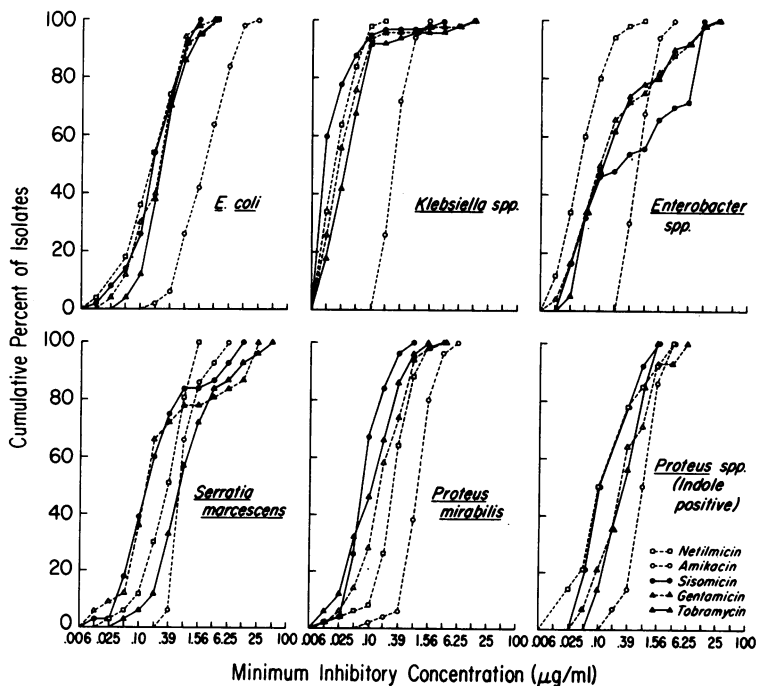 Cumulative Percent of Isolates
100
80
60
40
20
0
E. coli
Klebsiella spp.
Enterobacter
spp.
100
80
60
40
20
0
Serratia
marcescens
Proteus
mirabilis
Proteus spp.
(Indole
positive)
Netilmicin
Amikacin
Sisomicin
Gentamicin
Tobramycin
.006 .025 .10 .39 1.56 6.25 25 100
.006 .025 .10 .39 1.56 6.25 25 100
.006 .025 .10 .39 1.56 6.25 25 100
Minimum Inhibitory Concentration (µg/ml)